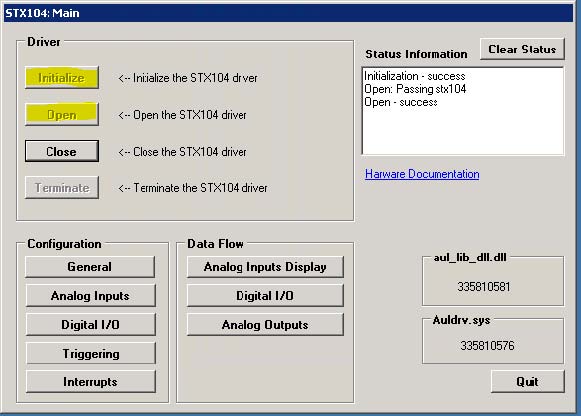 STX104: Main
Driver
Initialize <-- Initialize the STX104 driver
Open <-- Open the STX104 driver
Close <-- Close the STX104 driver
Terminate <-- Terminate the STX104 driver
Status Information
Clear Status
Initialization - success
Open: Passing stx104
Open - success
Harware Documentation
Configuration
General
Analog Inputs
Digital I/O
Triggering
Interrupts
Data Flow
Analog Inputs Display
Digital I/O
Analog Outputs
aul_lib_dll.dll
335810581
Auldrv.sys
335810576
Quit